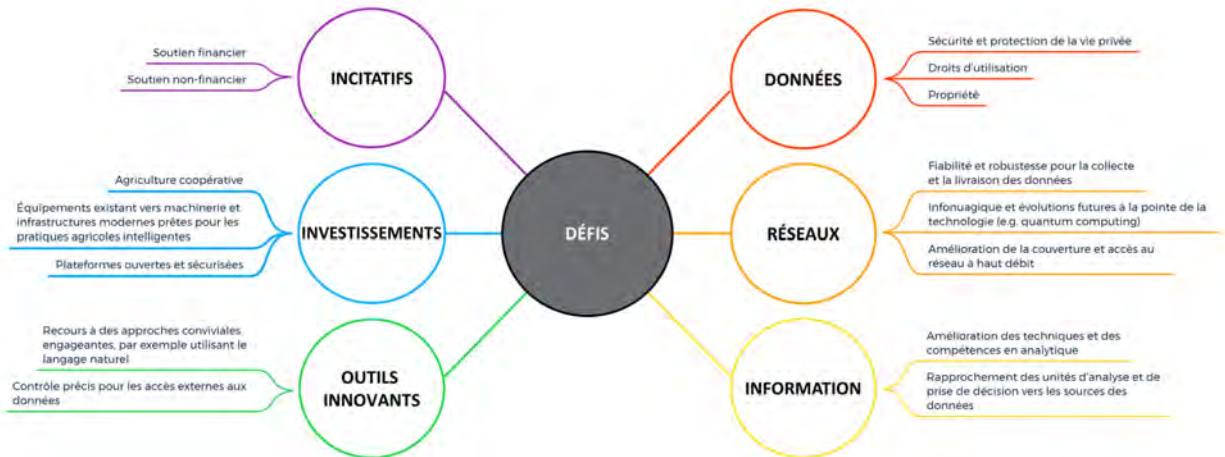 INCITATIFS
Soutien financier
Soutien non-financier
INVESTISSEMENTS
Agriculture coopérative
Équipements existant vers machinerie et
infrastructures modernes prêtes pour les
pratiques agricoles intelligentes
Plateformes ouvertes et sécurisées
OUTILS
INNOVANTS
Recours à des approches conviviales
engageantes, par exemple utilisant le
langage naturel
Contrôle précis pour les accès externes aux
données
DÉFIS
DONNÉES
Sécurité et protection de la vie privée
Droits d'utilisation
Propriété
RÉSEAUX
Fiabilité et robustesse pour la collecte
et la livraison des données
Infonuagique et évolutions futures à la pointe de la
technologie (e.g. quantum computing)
Amélioration de la couverture et accès au
réseau à haut débit
INFORMATION
Amélioration des techniques et des
compétences en analytique
Rapprochement des unités d'analyse et de
prise de décision vers les sources des
données